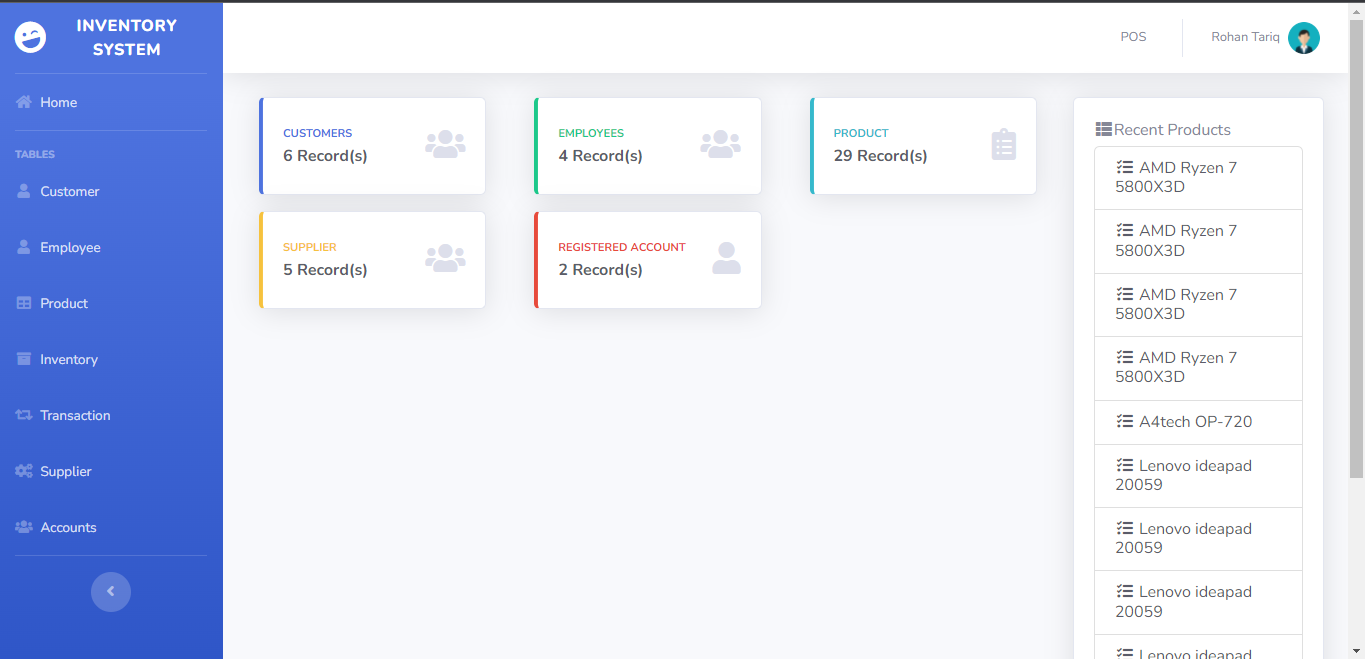 INVENTORY
SYSTEM
Home
TABLES
Customer
Employee
Product
Inventory
Transaction
Supplier
Accounts
POS
Rohan Tariq
CUSTOMERS
6 Record(s)
EMPLOYEES
4 Record(s)
PRODUCT
29 Record(s)
SUPPLIER
5 Record(s)
REGISTERED ACCOUNT
2 Record(s)
Recent Products
AMD Ryzen 7
5800X3D
AMD Ryzen 7
5800X3D
AMD Ryzen 7
5800X3D
AMD Ryzen 7
5800X3D
A4tech OP-720
Lenovo ideapad
20059
Lenovo ideapad
20059
Lenovo ideapad
20059
Lenovo ideapad